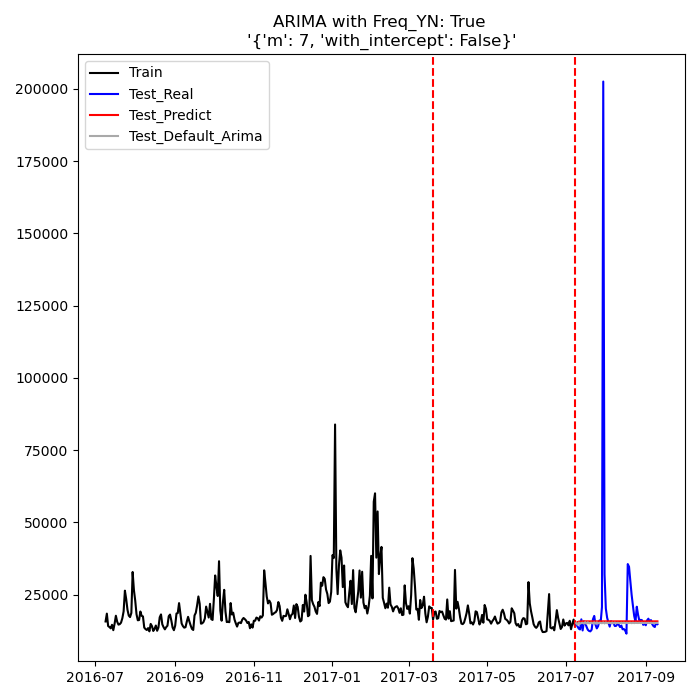 ARIMA with Freq_YN: True
'{'m': 7, 'with_intercept': False}'
Train
Test_Real
Test_Predict
Test_Default_Arima
200000
175000
150000
125000
100000
75000
50000
25000
2016-07
2016-09
2016-11
2017-01
2017-03
2017-05
2017-07
2017-09